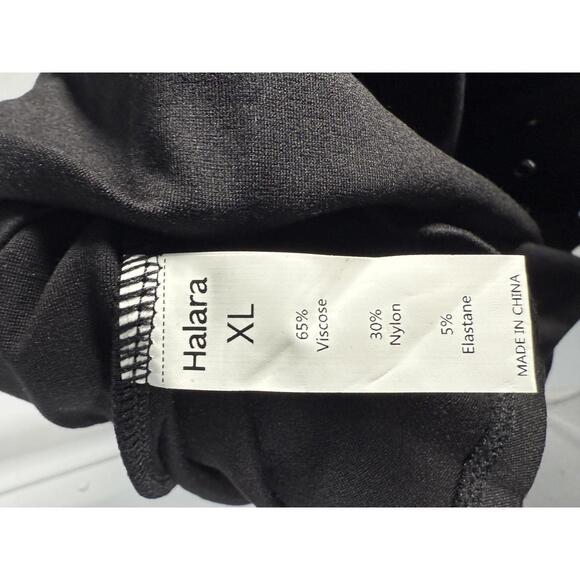 Halara
XL
65%
Viscose
30%
Nylon
5%
Elastane
MADE IN CHINA